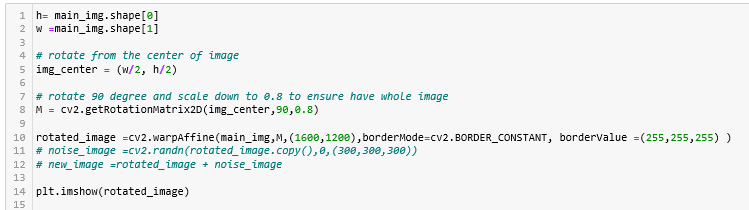 1 h= main_img.shape[0]
2 w =main_img.shape[1]
3
4 # rotate from the center of image
5 img_center = (w/2, h/2)
6
7 # rotate 90 degree and scale down to 0.8 to ensure have whole image
8 M = cv2.getRotationMatrix2D(img_center,90,0.8)
9
10 rotated_image =cv2.warpAffine(main_img,M,(1600,1200),borderMode=cv2.BORDER_CONSTANT, borderValue =(255,255,255) )
11 # noise_image =cv2.randn(rotated_image.copy(),0,(300,300,300))
12 # new_image =rotated_image + noise_image
13
14 plt.imshow(rotated_image)
15